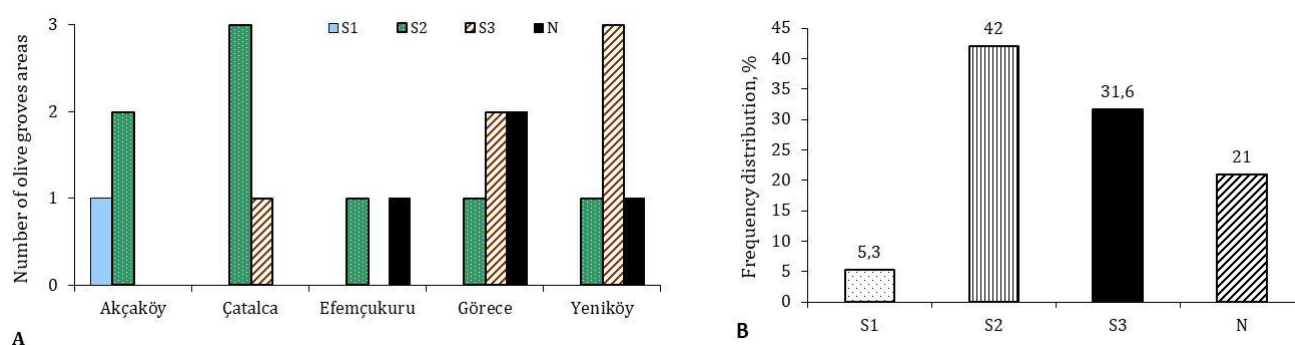 Number of olive groves areas
3
2
1
0
S1 S2 S3 N
Akçaköy Çatalca Efemçukuru Görece Yeniköy
A
Frequency distribution, %
45
40
35
30
25
20
15
10
5
0
5,3
42
31,6
21
S1 S2 S3 N
B